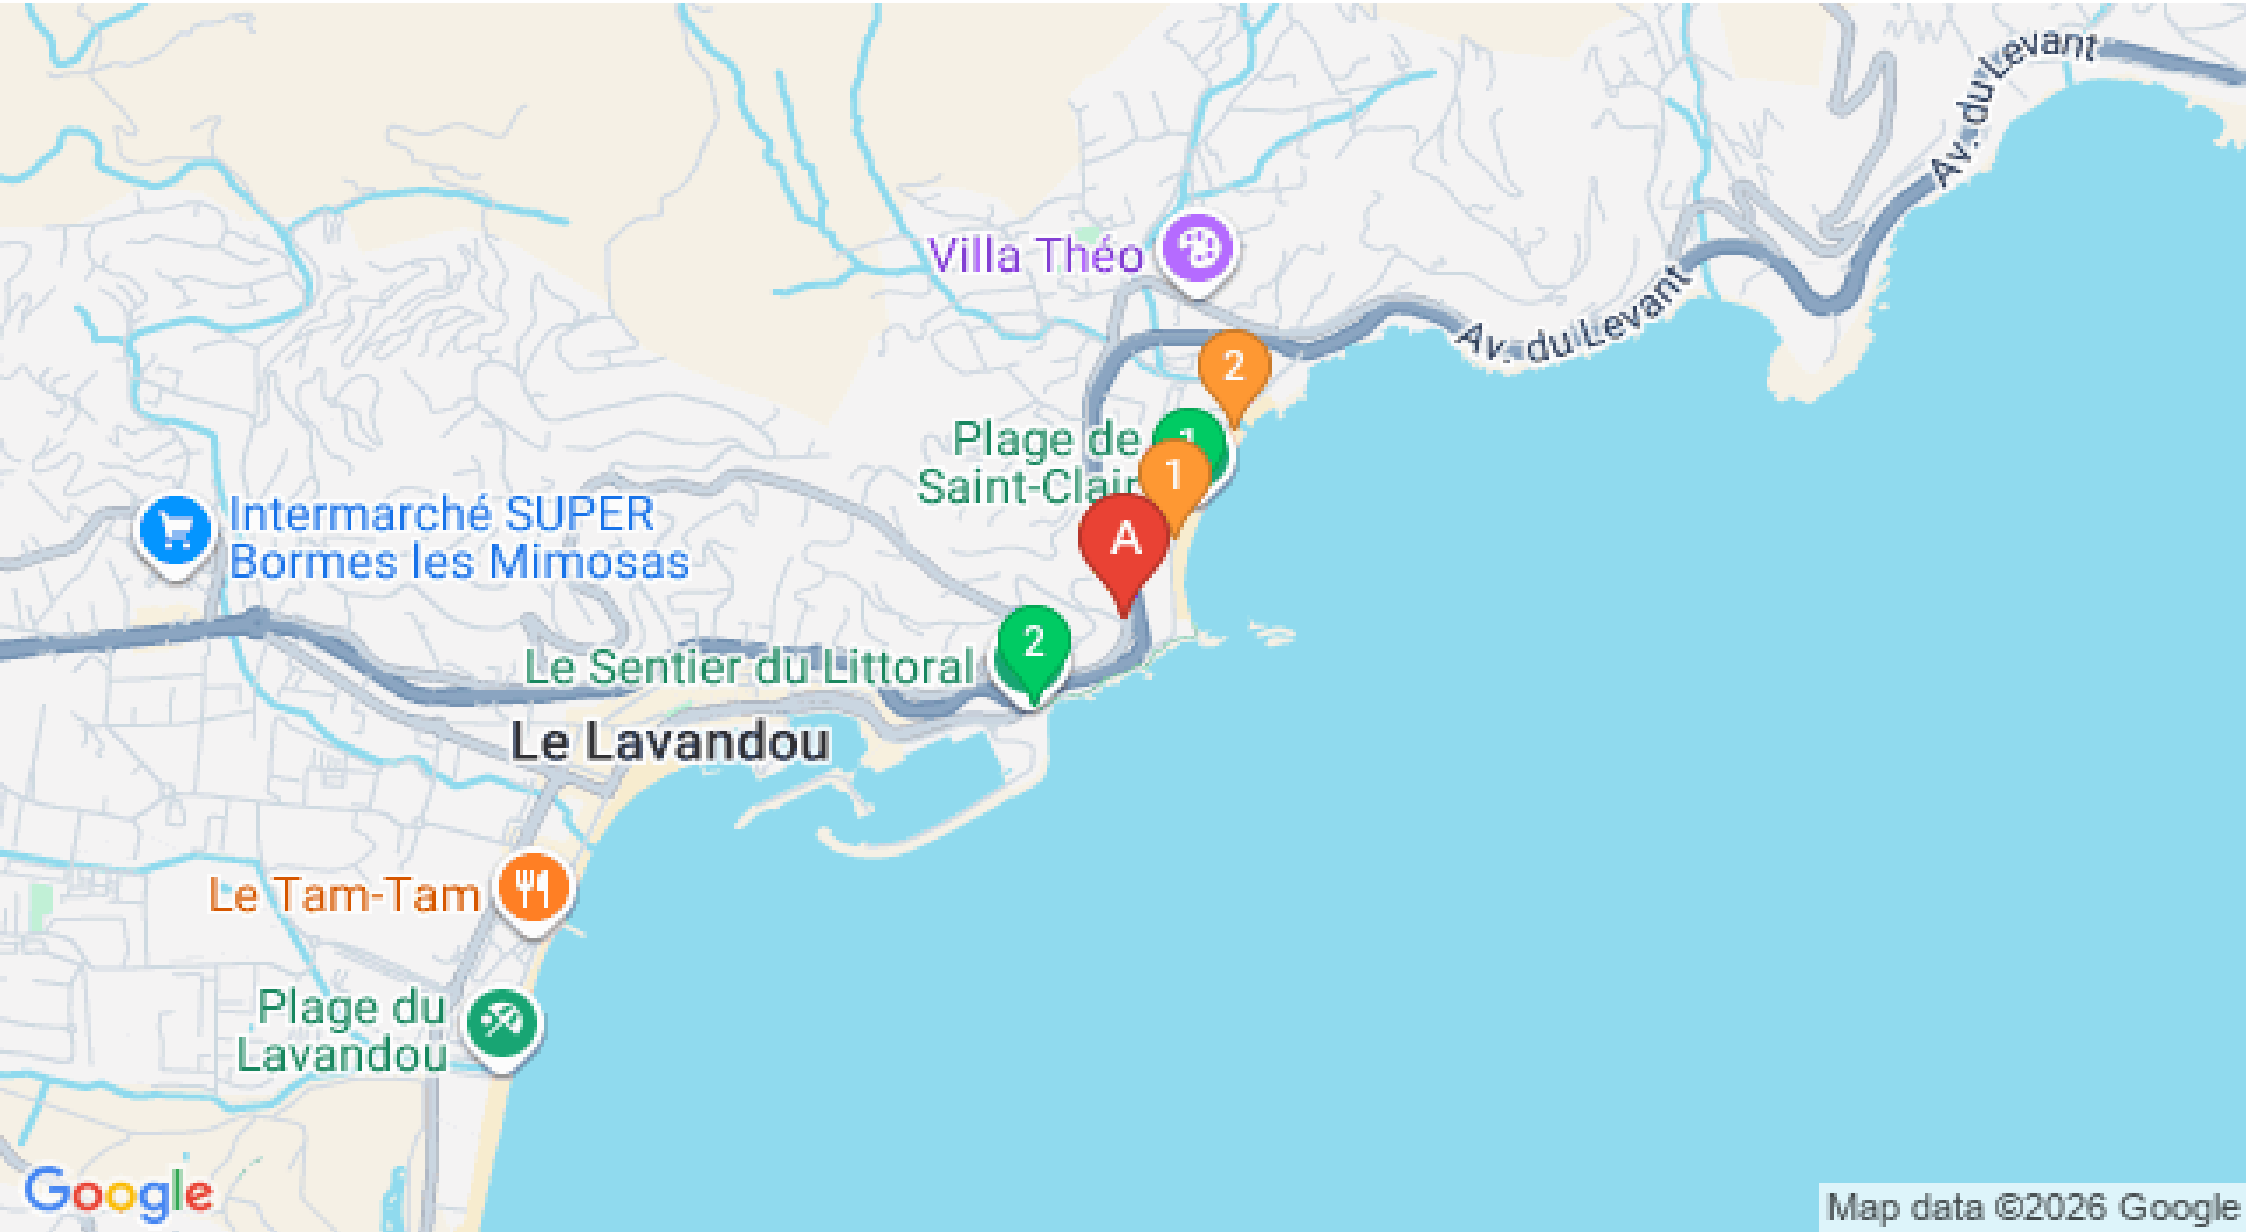 Av. du Levant
Villa Théo
Av. du Levant
2
Plage de
Saint-Clair
1
1
Intermarché SUPER
Bormes les Mimosas
A
2
Le Sentier du Littoral
Le Lavandou
Le Tam-Tam
Plage du
Lavandou
Google
Map data ©2026 Google